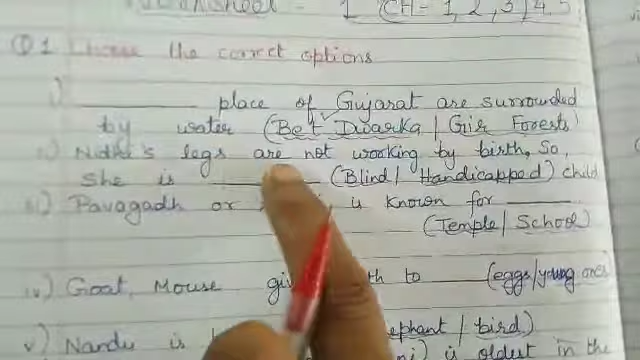 Worksheet - 1 (CH- 1, 2, 3, 4, 5
Q1 Choose the correct options
i) ________ place of Gujarat are surrounded
by water (Bet Dwarka / Gir Forests)
ii) Nidhi's legs are not working by birth, So,
She is ________ (Blind / Handicapped) child
iii) Pavagadh or is known for ________
(Temple / School)
iv) Goat, Mouse to ________ (eggs/young ones
v) Nandu is / bird)
is oldest in the